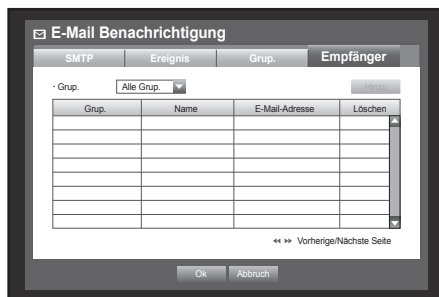 E-Mail Benachrichtigung
SMTP Ereignis Grup. Empfänger
· Grup. Alle Grup. Hinzu
Grup. Name E-Mail-Adresse Löschen
Vorherige/Nächste Seite
Ok Abbruch